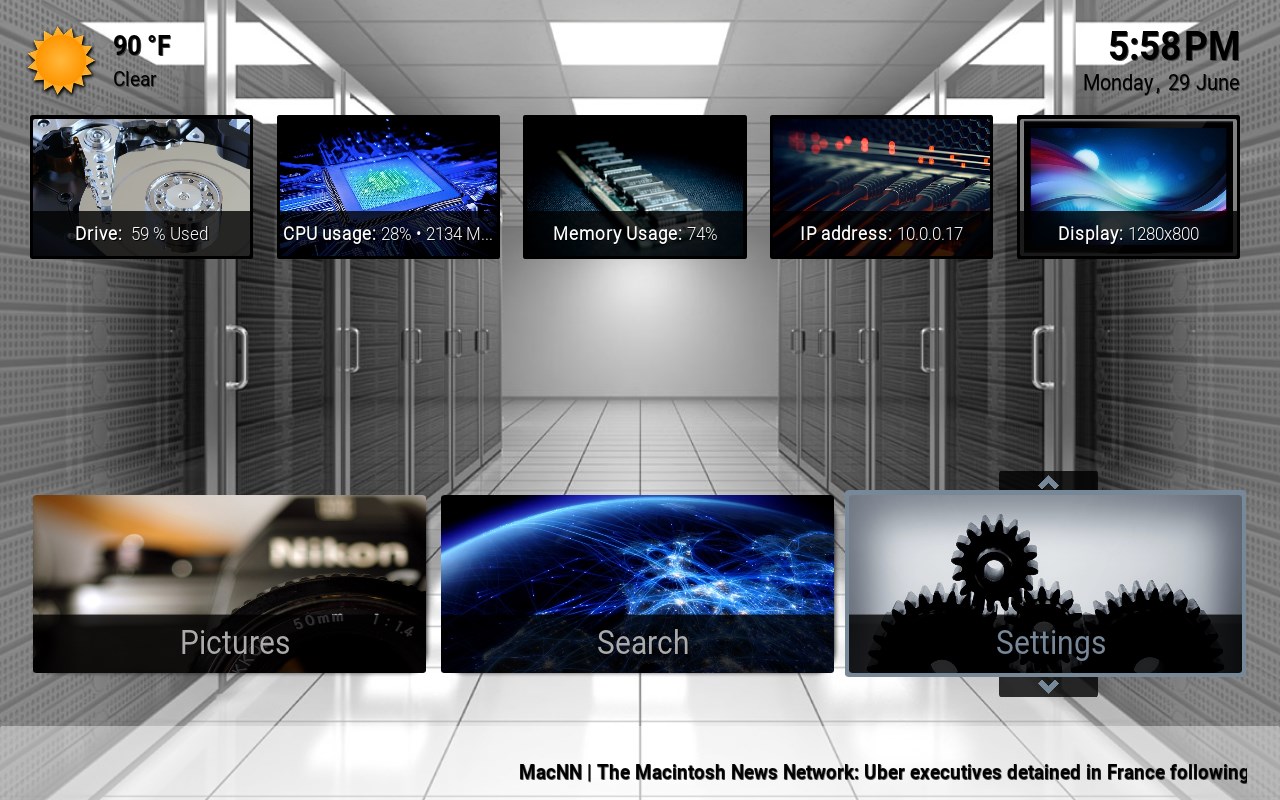 90 °F
Clear
5:58 PM
Monday, 29 June
Drive: 59 % Used
CPU usage: 28% • 2134 M...
Memory Usage: 74%
IP address: 10.0.0.17
Display: 1280x800
Nikon
50mm 1:1.4
Pictures
Search
Settings
MacNN | The Macintosh News Network: Uber executives detained in France following